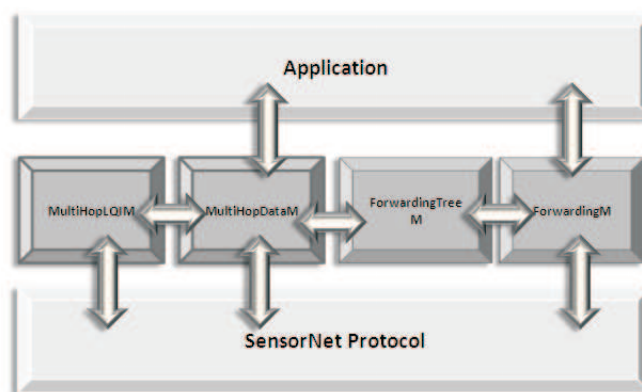 Application
MultiHopLQIM
MultiHopDataM
ForwardingTree
M
ForwardingM
SensorNet Protocol